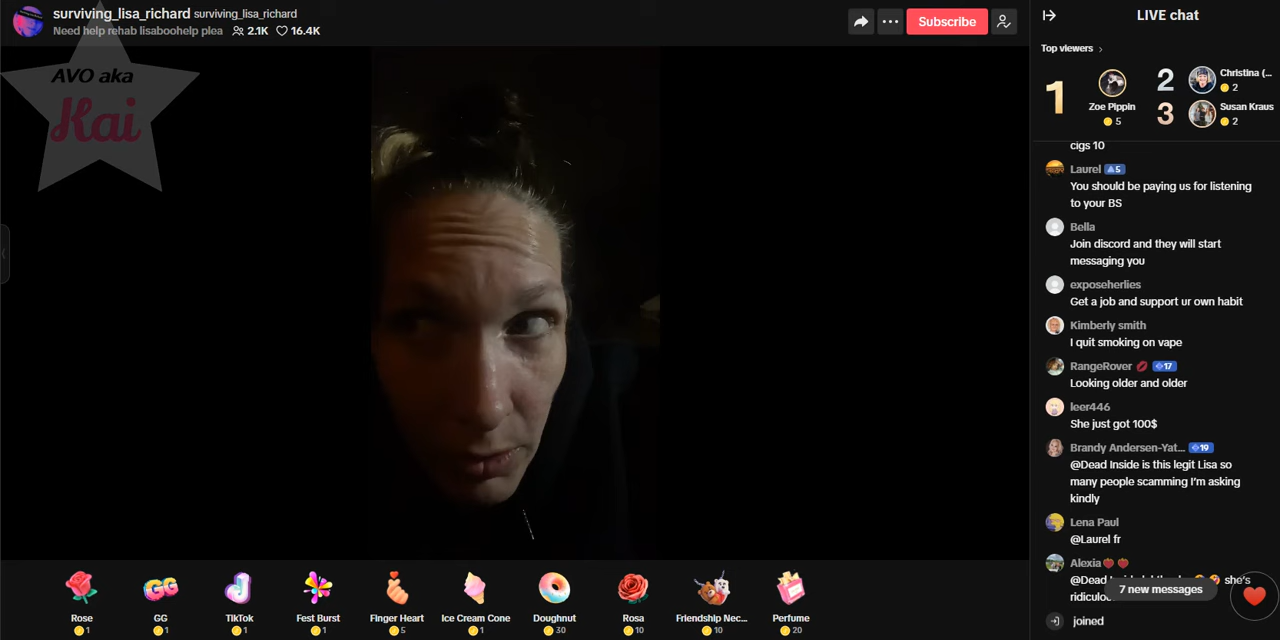 surviving_lisa_richard surviving_lisa_richard
Need help rehab lisaboohelp plea 2.1K 16.4K
Subscribe
AVO aka
Kai
LIVE chat
Top viewers
1
Zoe Pippin
5
2
Christina (...
2
3
Susan Kraus
2
cigs 10
Laurel 5
You should be paying us for listening
to your BS
Bella
Join discord and they will start
messaging you
exposeherlies
Get a job and support ur own habit
Kimberly smith
I quit smoking on vape
RangeRover 17
Looking older and older
leer446
She just got 100$
Brandy Andersen-Yat... 19
@Dead Inside is this legit Lisa so
many people scamming I'm asking
kindly
Lena Paul
@Laurel fr
Alexia
@Dead she's
7 new messages
joined
Rose
1
GG
1
TikTok
1
Fest Burst
1
Finger Heart
5
Ice Cream Cone
1
Doughnut
30
Rosa
10
Friendship Nec...
10
Perfume
20